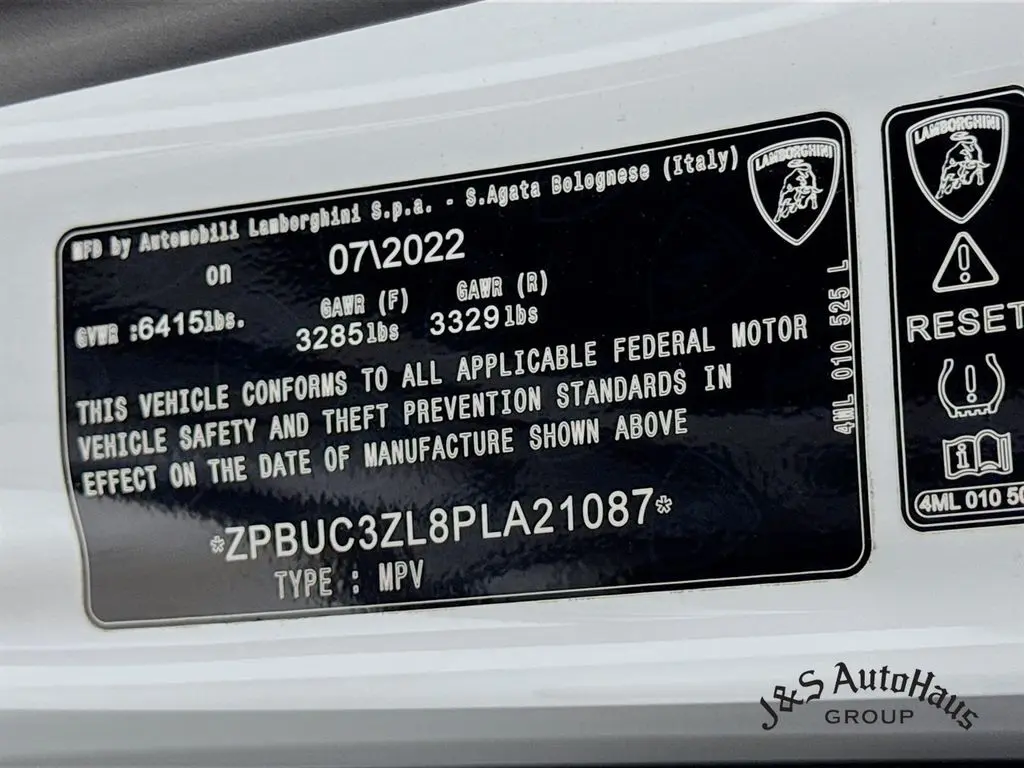 MFD by Automobili Lamborghini S.p.a. - S.Agata Bolognese (Italy)
on 07\2022
GVWR :6415lbs. GAWR (F) GAWR (R)
3285lbs 3329lbs
THIS VEHICLE CONFORMS TO ALL APPLICABLE FEDERAL MOTOR
VEHICLE SAFETY AND THEFT PREVENTION STANDARDS IN
EFFECT ON THE DATE OF MANUFACTURE SHOWN ABOVE
*ZPBUC3ZL8PLA21087*
TYPE : MPV
LAMBORGHINI
4ML 010 525 L
LAMBORGHINI
RESET
4ML 010 50
J&S AutoHaus
GROUP